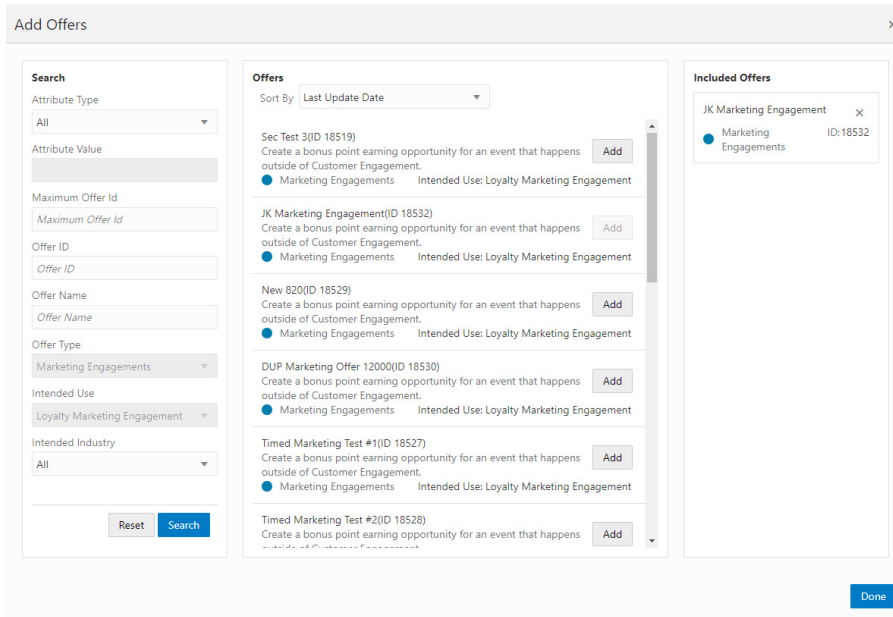 Add Offers
×
Search
Attribute Type
All
Attribute Value
Maximum Offer Id
Maximum Offer Id
Offer ID
Offer ID
Offer Name
Offer Name
Offer Type
Marketing Engagements
Intended Use
Loyalty Marketing Engagement
Intended Industry
All
Reset Search
Offers
Sort By Last Update Date
Sec Test 3(ID 18519)
Create a bonus point earning opportunity for an event that happens
outside of Customer Engagement.
Marketing Engagements Intended Use: Loyalty Marketing Engagement
Add
JK Marketing Engagement(ID 18532)
Create a bonus point earning opportunity for an event that happens
outside of Customer Engagement.
Marketing Engagements Intended Use: Loyalty Marketing Engagement
Add
New 820(ID 18529)
Create a bonus point earning opportunity for an event that happens
outside of Customer Engagement.
Marketing Engagements Intended Use: Loyalty Marketing Engagement
Add
DUP Marketing Offer 12000(ID 18530)
Create a bonus point earning opportunity for an event that happens
outside of Customer Engagement.
Marketing Engagements Intended Use: Loyalty Marketing Engagement
Add
Timed Marketing Test #1(ID 18527)
Create a bonus point earning opportunity for an event that happens
outside of Customer Engagement.
Marketing Engagements Intended Use: Loyalty Marketing Engagement
Add
Timed Marketing Test #2(ID 18528)
Create a bonus point earning opportunity for an event that happens
outside of Customer Engagement.
Add
Included Offers
JK Marketing Engagement ×
Marketing ID:18532
Engagements
Done